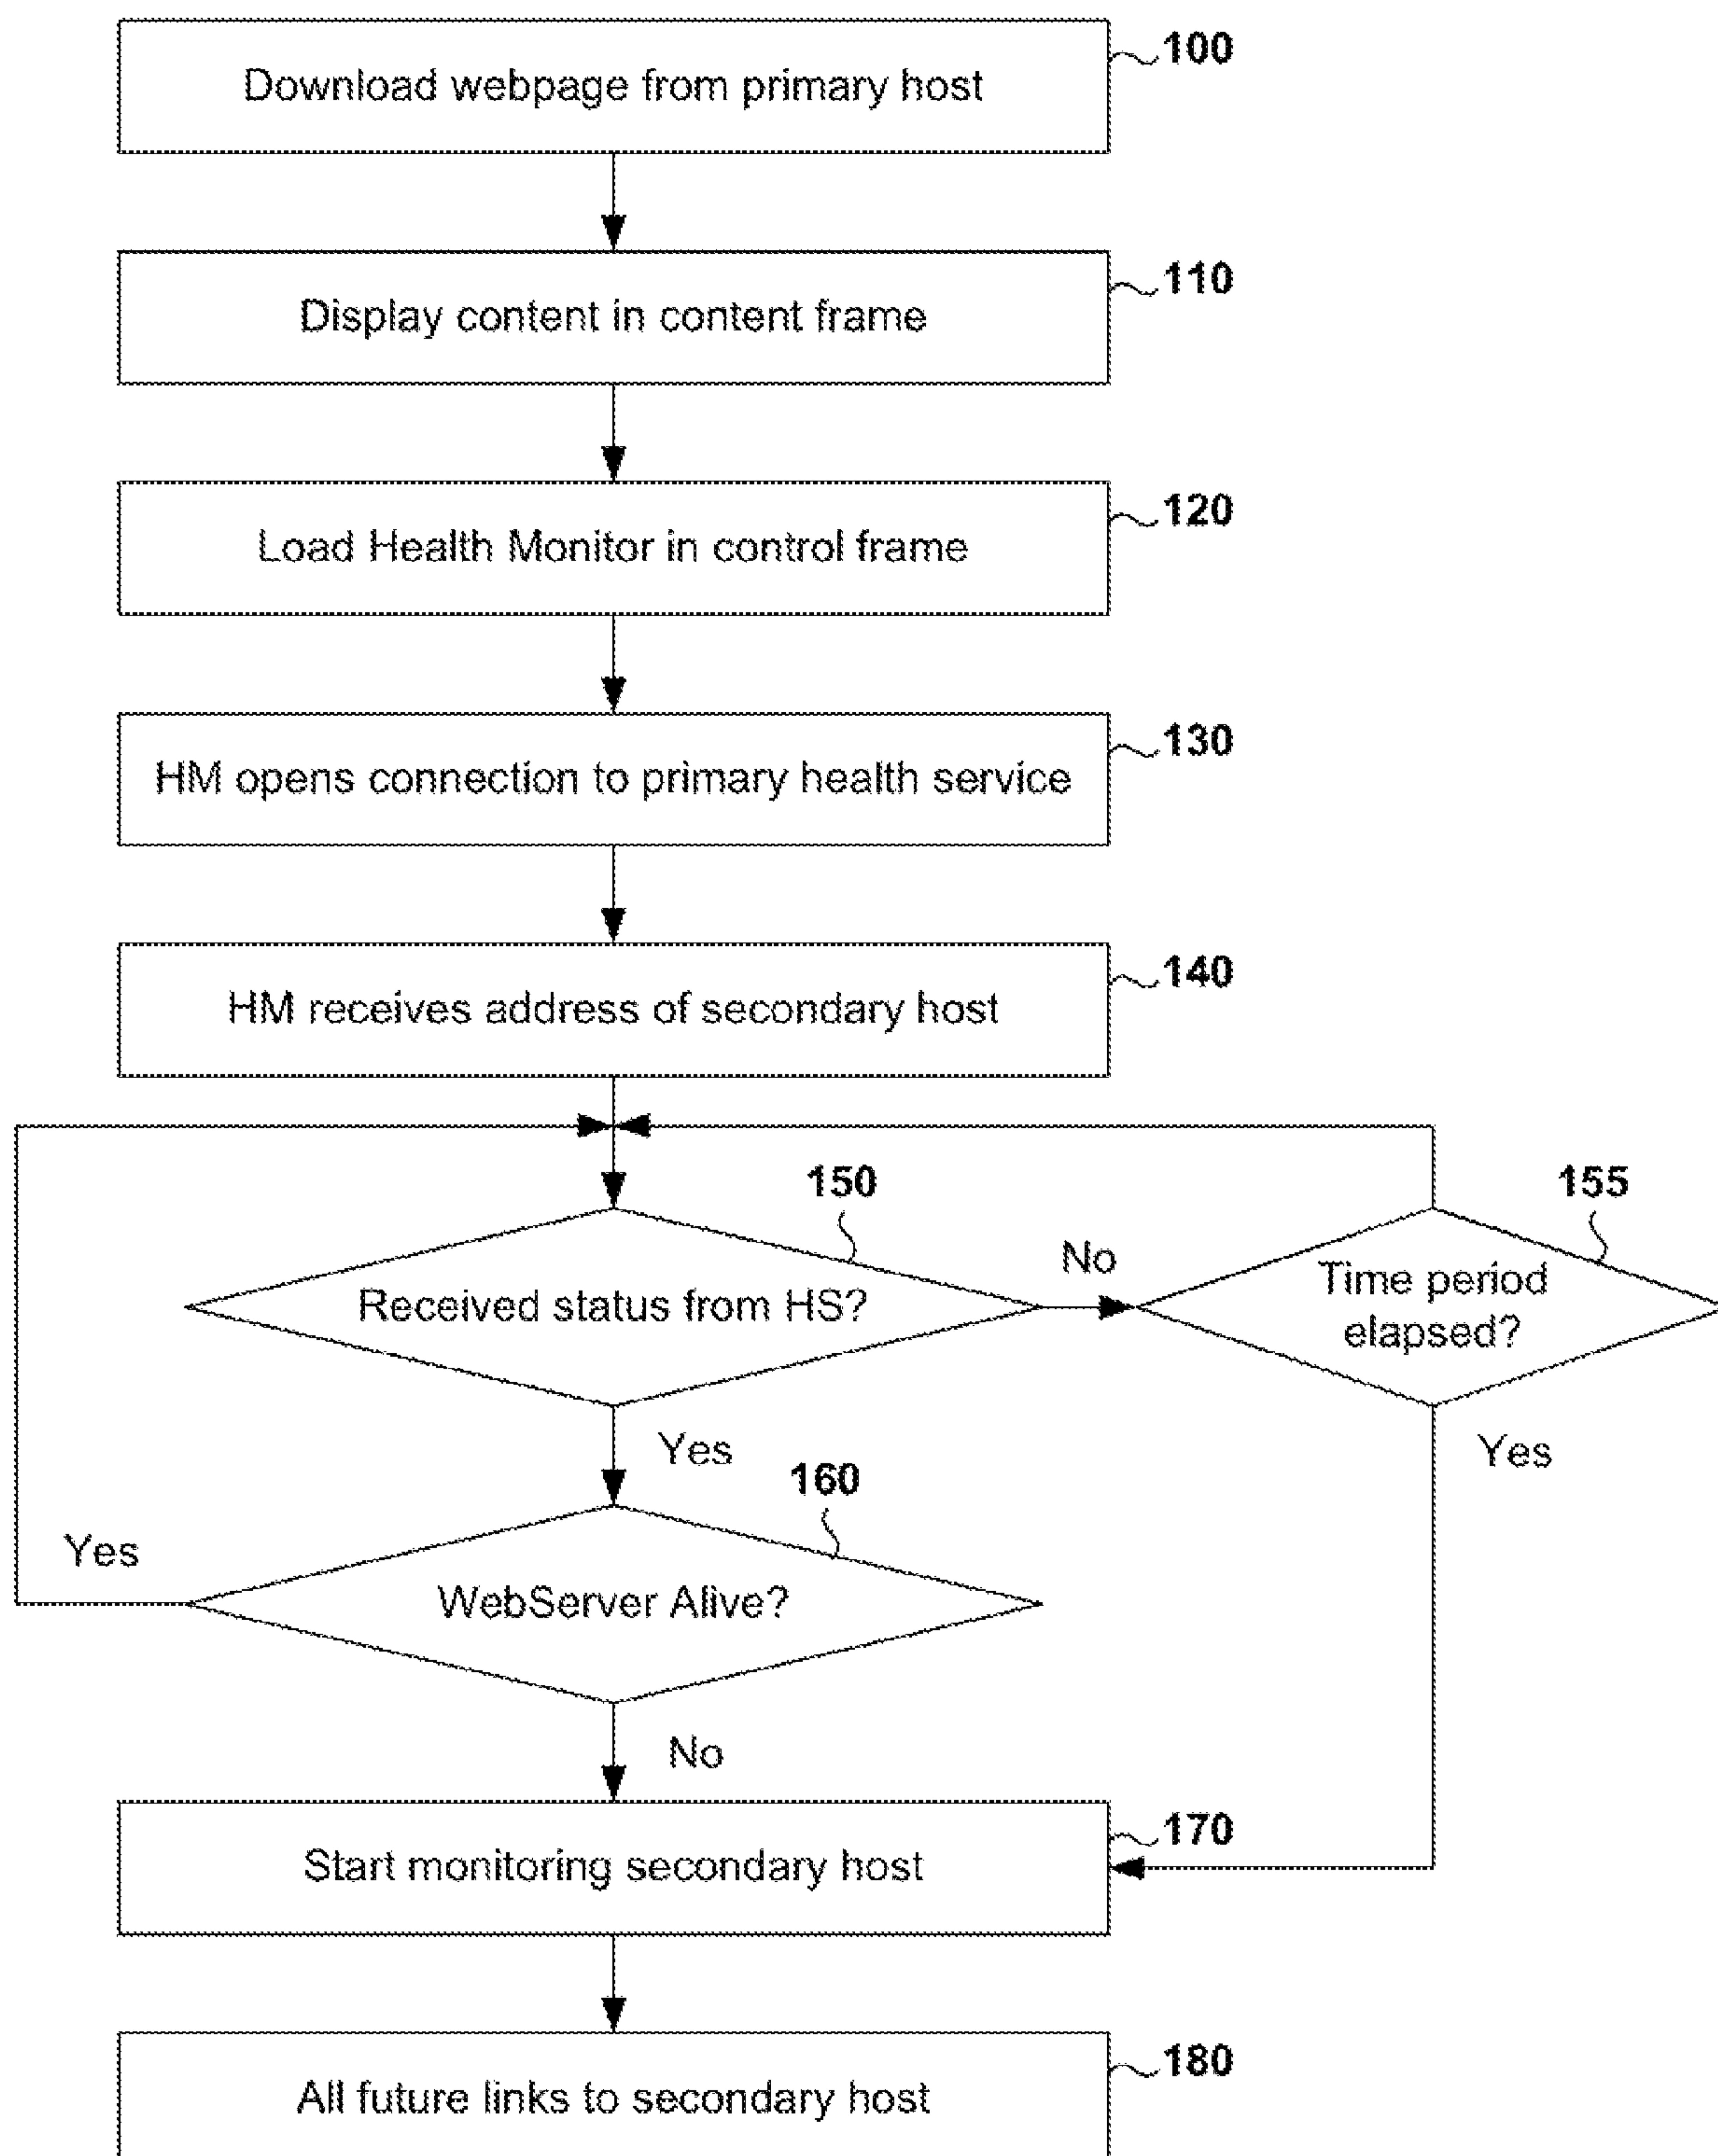 100
Download webpage from primary host
110
Display content in content frame
120
Load Health Monitor in control frame
130
HM opens connection to primary health service
140
HM receives address of secondary host
150
155
No
Received status from HS?
Time period
elapsed?
Yes
Yes
160
Yes
WebServer Alive?
No
170
Start monitoring secondary host
180
All future links to secondary host